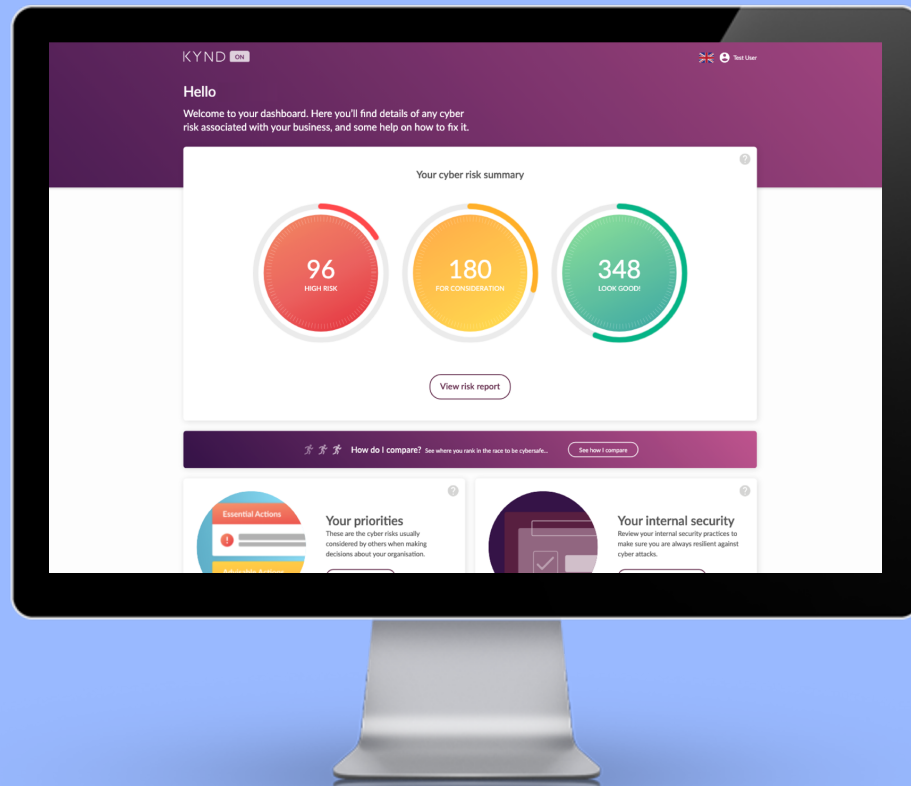 KYND ON
Test User
Hello
Welcome to your dashboard. Here you'll find details of any cyber
risk associated with your business, and some help on how to fix it.
?
Your cyber risk summary
96
HIGH RISK
180
FOR CONSIDERATION
348
LOOK GOOD!
View risk report
How do I compare? See where you rank in the race to be cybersafe...
See how I compare
?
Essential Actions
!
Your priorities
These are the cyber risks usually
considered by others when making
decisions about your organisation.
?
Your internal security
Review your internal security practices to
make sure you are always resilient against
cyber attacks.